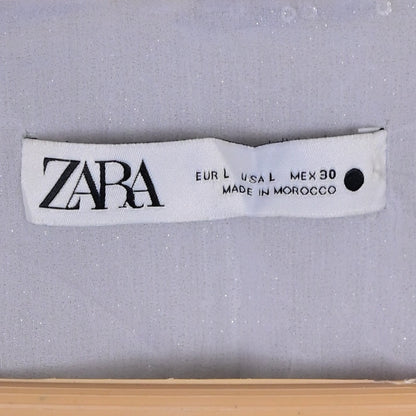 ZARA
EUR L USA L MEX 30
MADE IN MOROCCO